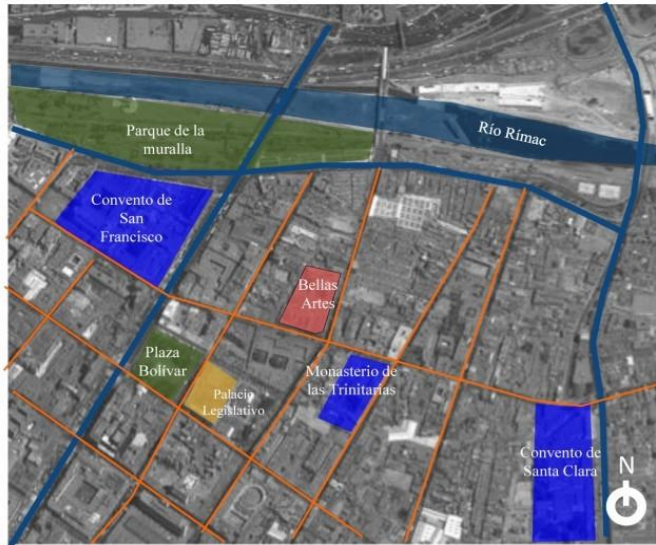 Río Rímac
Parque de la
muralla
Convento de
San
Francisco
Bellas
Artes
Plaza
Bolívar
Monasterio de
las Trinitarias
Palacio
Legislativo
Convento de
Santa Clara
N